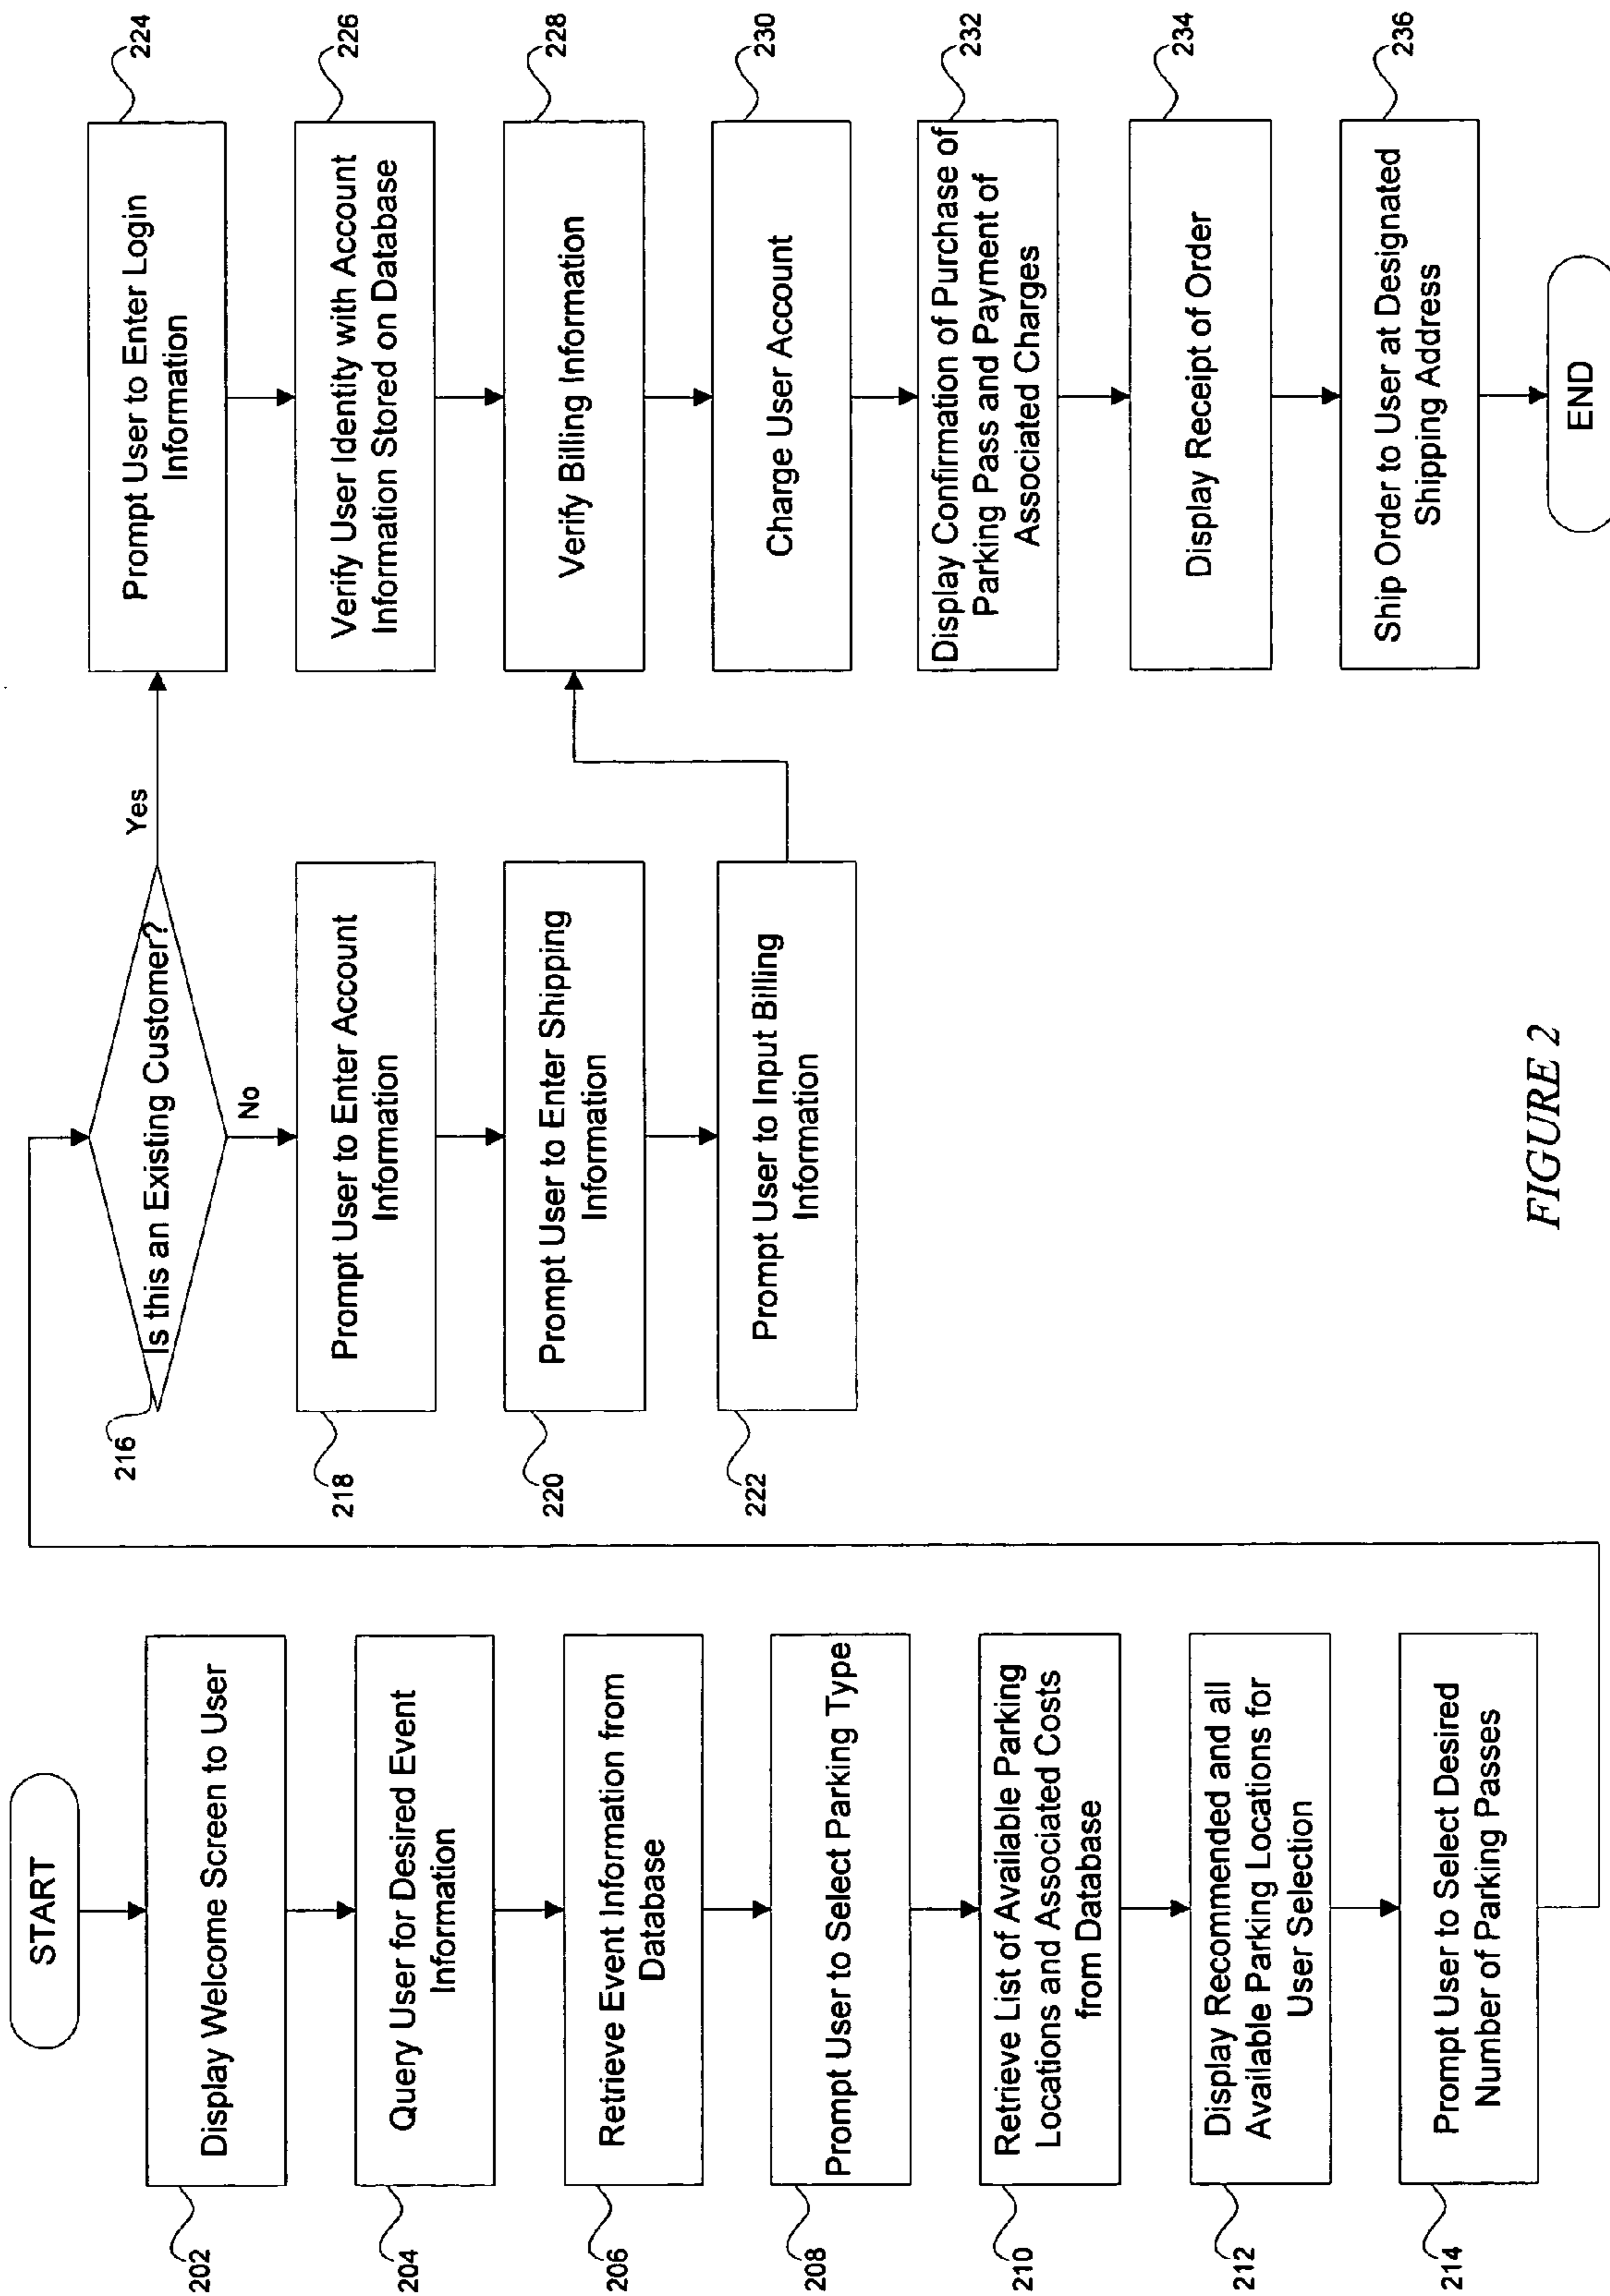 START
202
Display Welcome Screen to User
204
Query User for Desired Event
Information
206
Retrieve Event Information from
Database
208
Prompt User to Select Parking Type
210
Retrieve List of Available Parking
Locations and Associated Costs
from Database
212
Display Recommended and all
Available Parking Locations for
User Selection
214
Prompt User to Select Desired
Number of Parking Passes
216
Is this an Existing Customer?
Yes
No
218
Prompt User to Enter Account
Information
220
Prompt User to Enter Shipping
Information
222
Prompt User to Input Billing
Information
224
Prompt User to Enter Login
Information
226
Verify User Identity with Account
Information Stored on Database
228
Verify Billing Information
230
Charge User Account
232
Display Confirmation of Purchase of
Parking Pass and Payment of
Associated Charges
234
Display Receipt of Order
236
Ship Order to User at Designated
Shipping Address
END
FIGURE 2